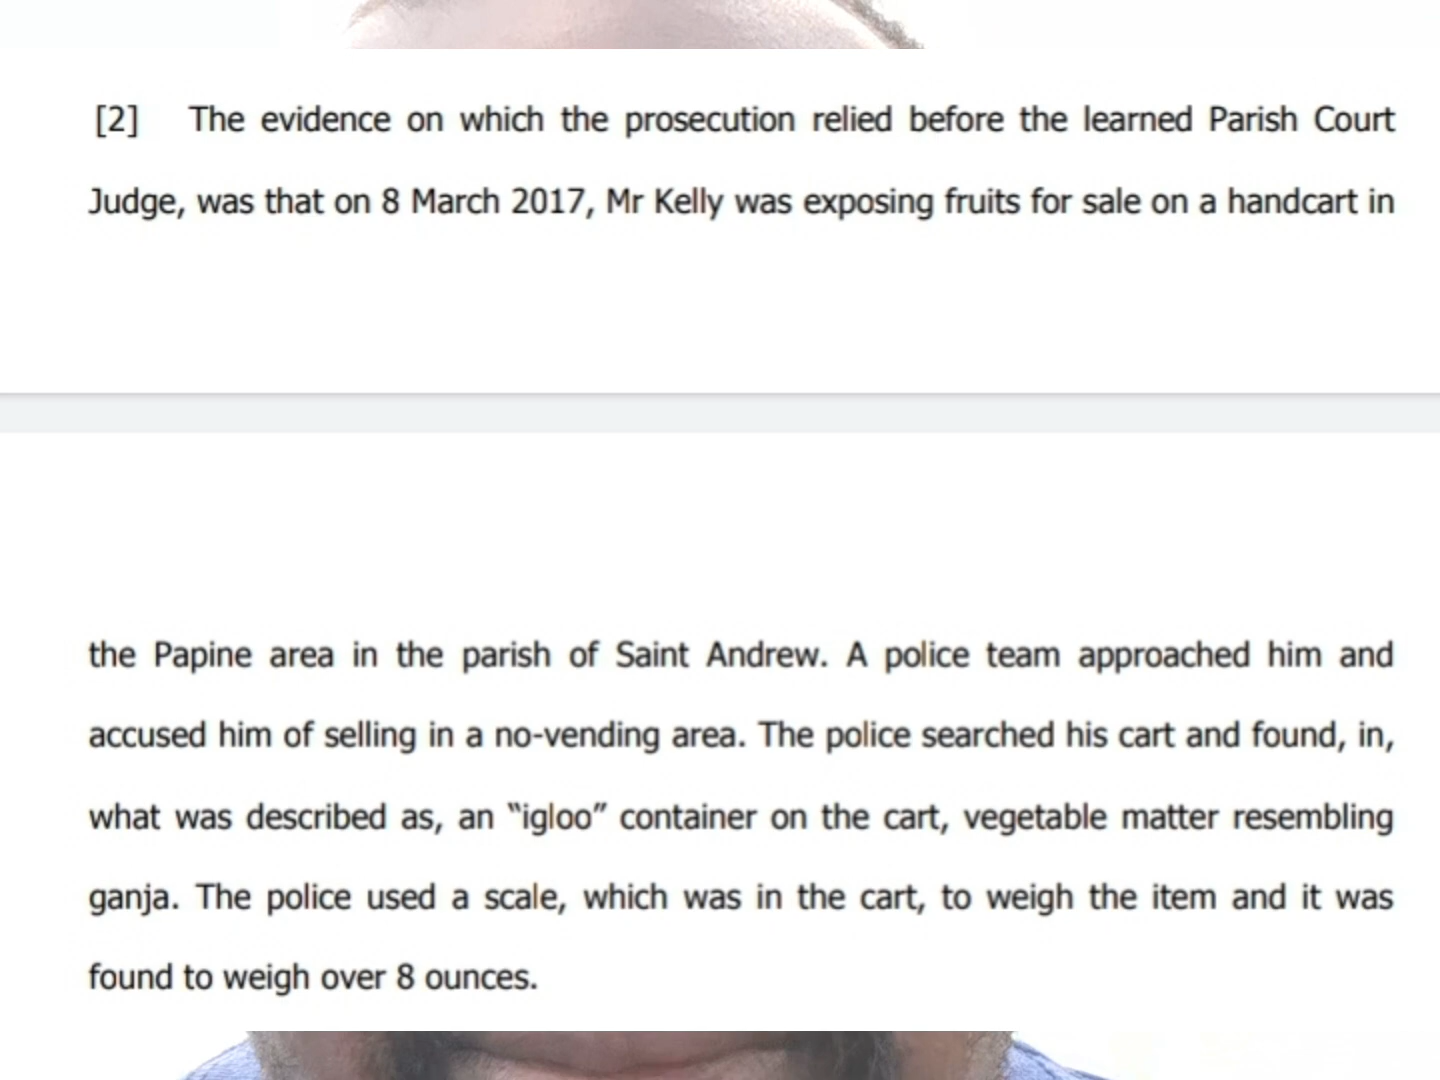 [2] The evidence on which the prosecution relied before the learned Parish Court
Judge, was that on 8 March 2017, Mr Kelly was exposing fruits for sale on a handcart in
the Papine area in the parish of Saint Andrew. A police team approached him and
accused him of selling in a no-vending area. The police searched his cart and found, in,
what was described as, an “igloo” container on the cart, vegetable matter resembling
ganja. The police used a scale, which was in the cart, to weigh the item and it was
found to weigh over 8 ounces.